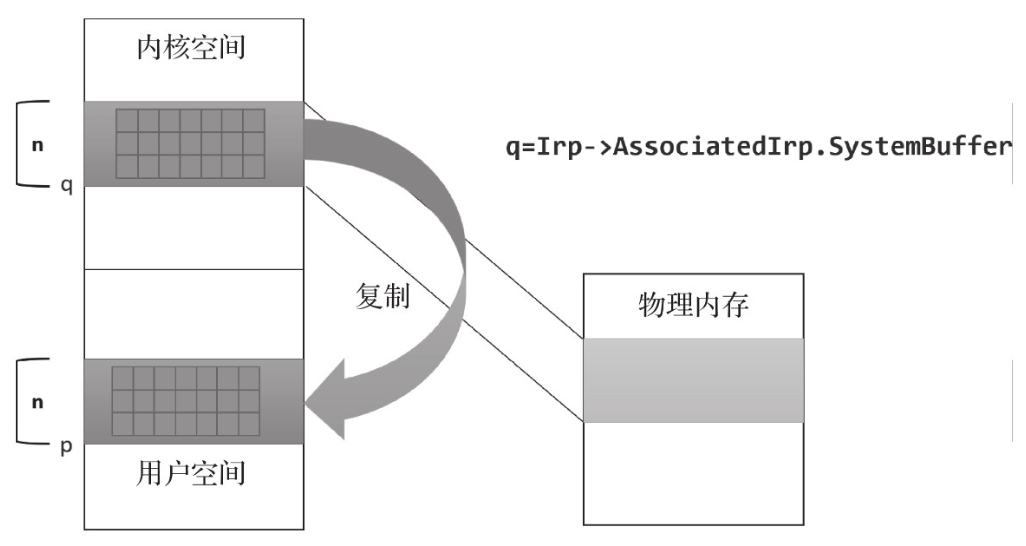 内核空间
n
q
q=Irp->AssociatedIrp.SystemBuffer
复制
物理内存
n
p
用户空间